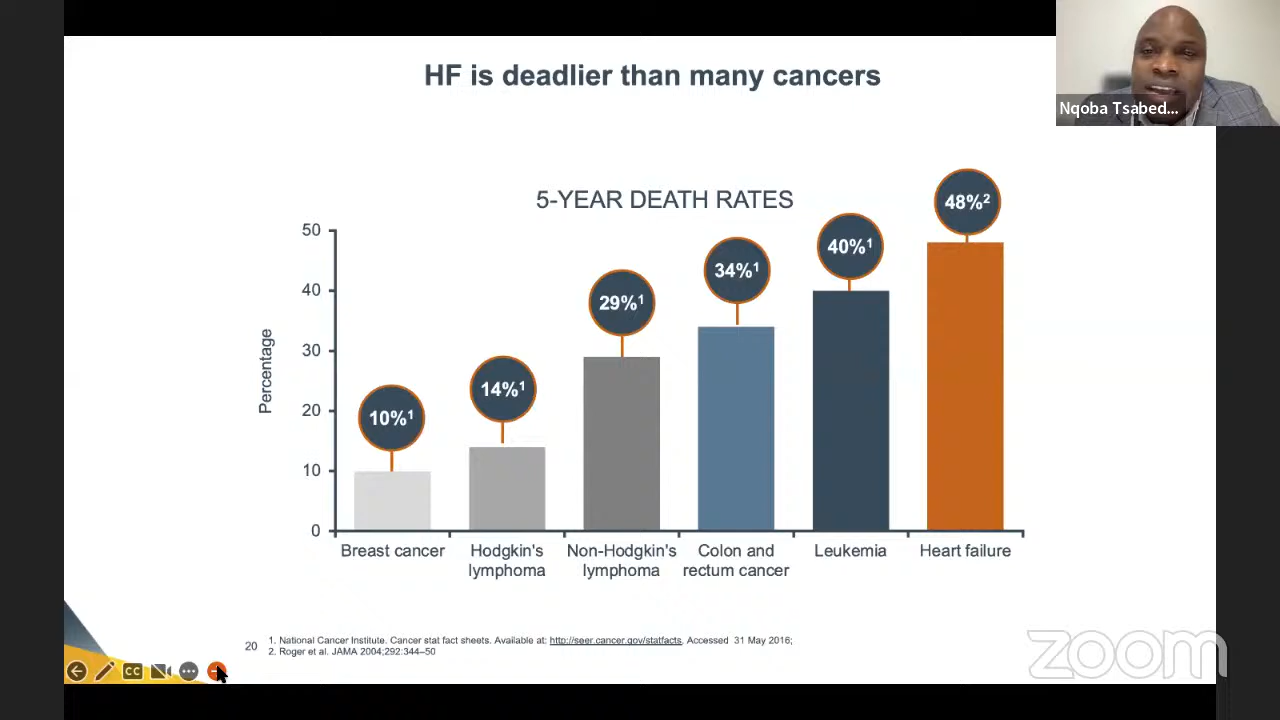 HF is deadlier than many cancers
Nqoba Tsabed...
5-YEAR DEATH RATES
Percentage
50
40
30
20
10
0
10%¹
14%¹
29%¹
34%¹
40%¹
48%²
Breast cancer
Hodgkin's
lymphoma
Non-Hodgkin's
lymphoma
Colon and
rectum cancer
Leukemia
Heart failure
20
1. National Cancer Institute. Cancer stat fact sheets. Available at: http://seer.cancer.gov/statfacts. Accessed 31 May 2016;
2. Roger et al. JAMA 2004;292:344–50
CC
zoom